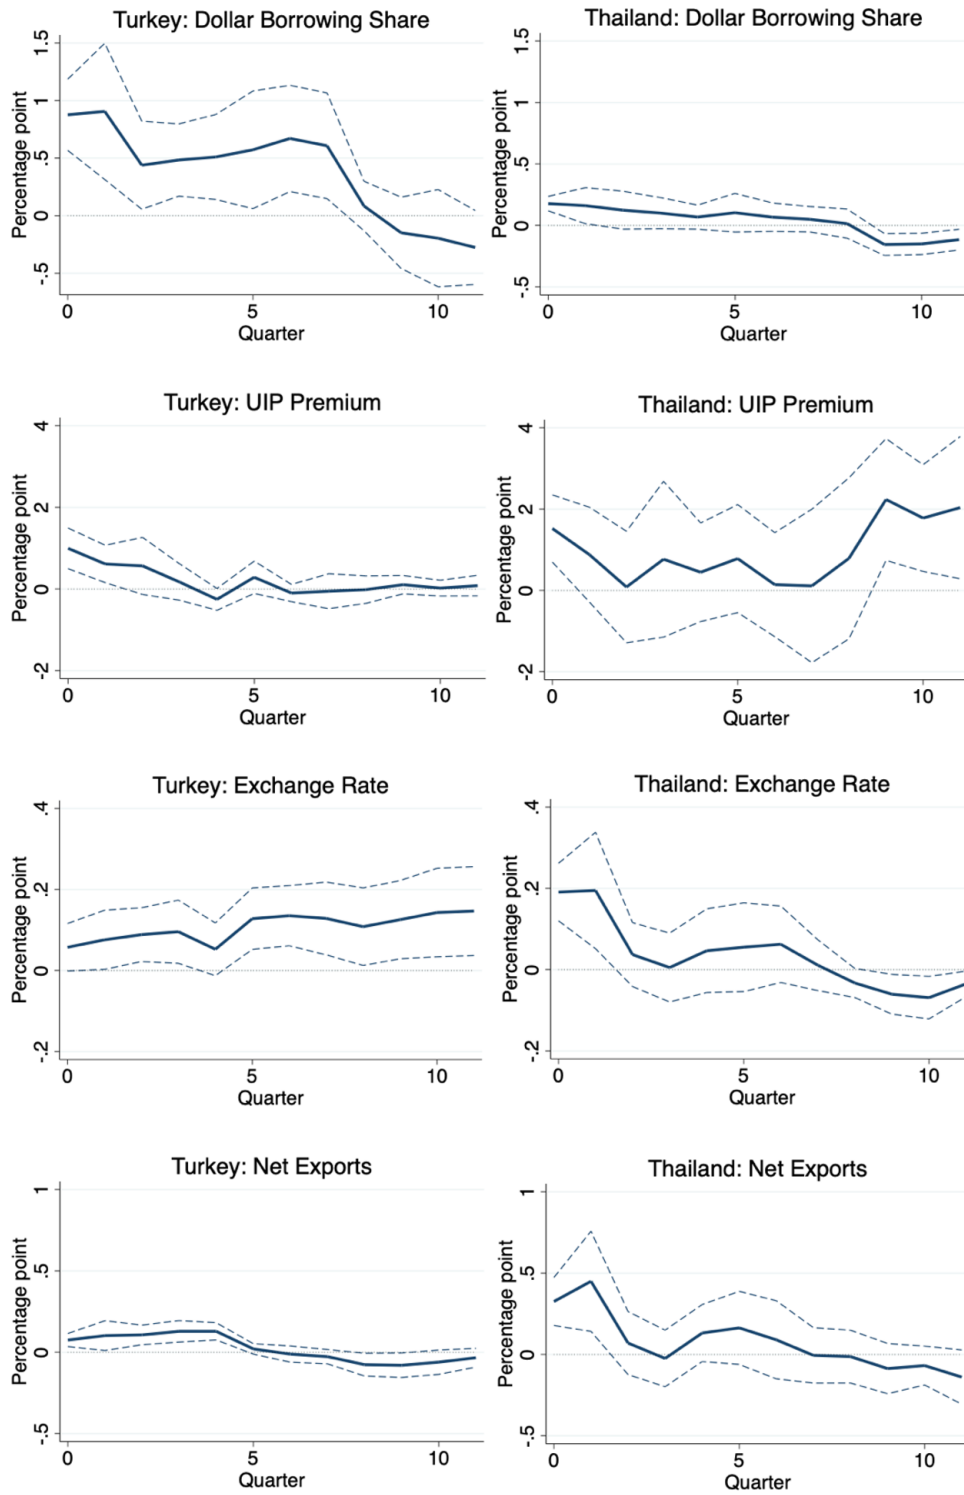 Turkey: Dollar Borrowing Share
Percentage point
1.5
1
.5
0
-.5
0 5 10
Quarter
Thailand: Dollar Borrowing Share
Percentage point
1.5
1
.5
0
-.5
0 5 10
Quarter
Turkey: UIP Premium
Percentage point
4
2
0
-2
0 5 10
Quarter
Thailand: UIP Premium
Percentage point
4
2
0
-2
0 5 10
Quarter
Turkey: Exchange Rate
Percentage point
.4
.2
0
-.2
0 5 10
Quarter
Thailand: Exchange Rate
Percentage point
.4
.2
0
-.2
0 5 10
Quarter
Turkey: Net Exports
Percentage point
1
.5
0
-.5
0 5 10
Quarter
Thailand: Net Exports
Percentage point
1
.5
0
-.5
0 5 10
Quarter